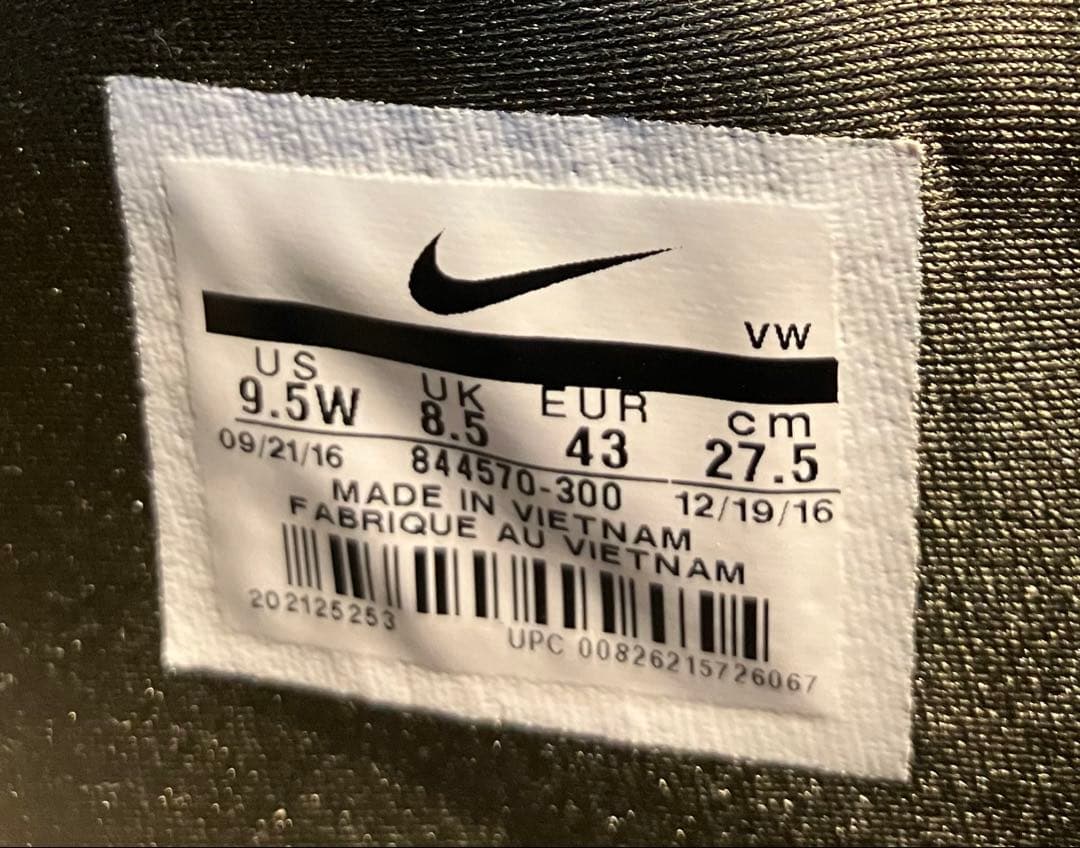 VW
US UK EUR cm
9.5W 8.5 43 27.5
09/21/16 844570-300 12/19/16
MADE IN VIETNAM
FABRIQUE AU VIETNAM
202125253
UPC 00826215726067